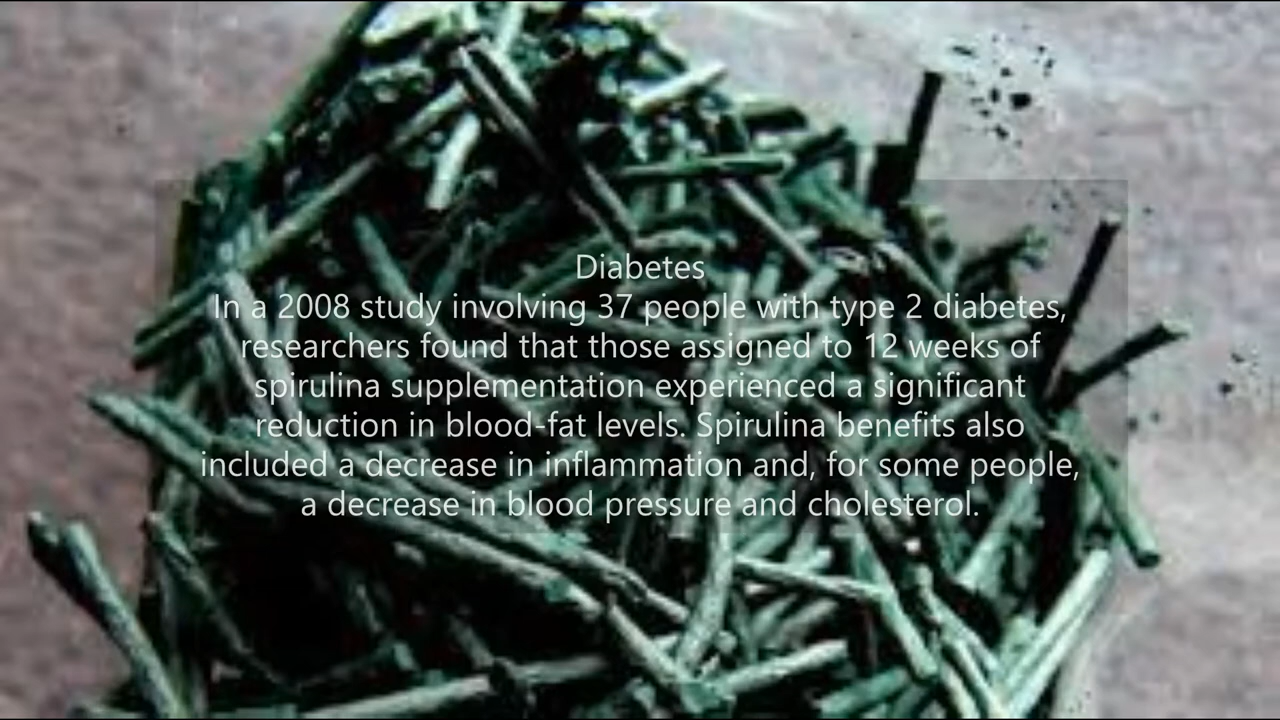 Diabetes
In a 2008 study involving 37 people with type 2 diabetes,
researchers found that those assigned to 12 weeks of
spirulina supplementation experienced a significant
reduction in blood-fat levels. Spirulina benefits also
included a decrease in inflammation and, for some people,
a decrease in blood pressure and cholesterol.